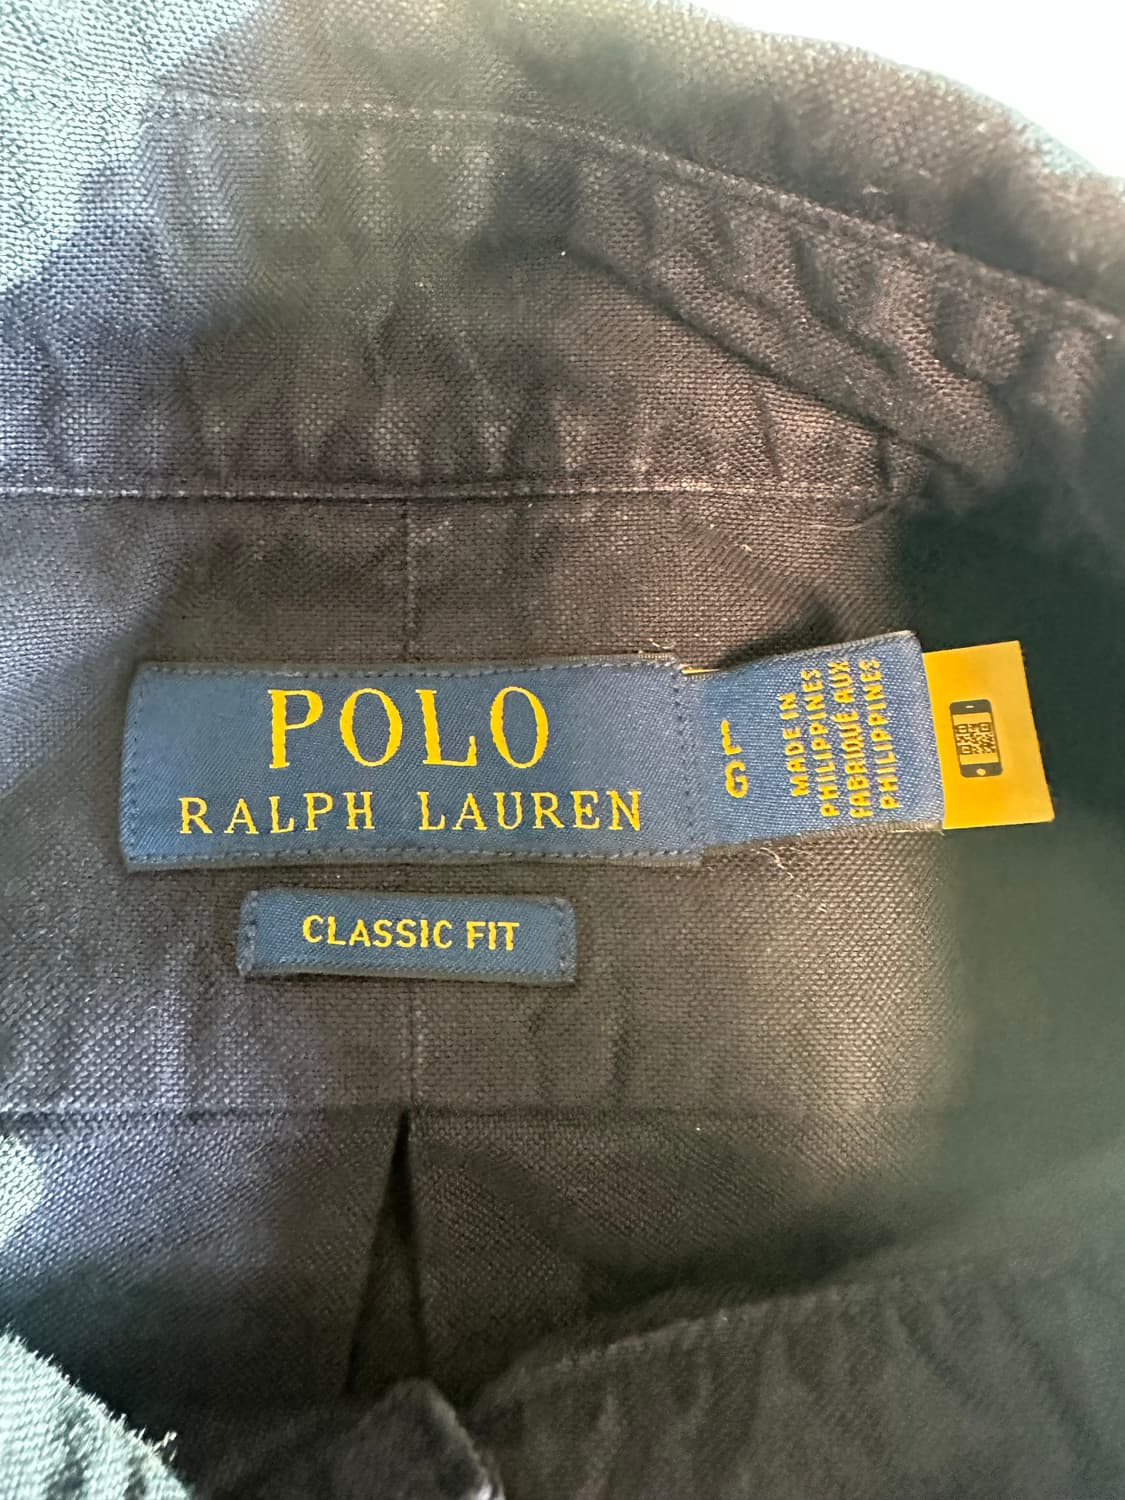 POLO
RALPH LAUREN
L
G
MADE IN
PHILIPPINES
FABRIQUÉ AUX
PHILIPPINES
CLASSIC FIT